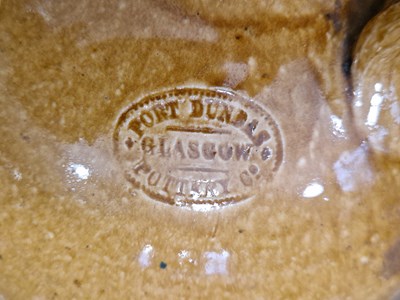 PORT DUNDAS
GLASGOW
POTTERY Co